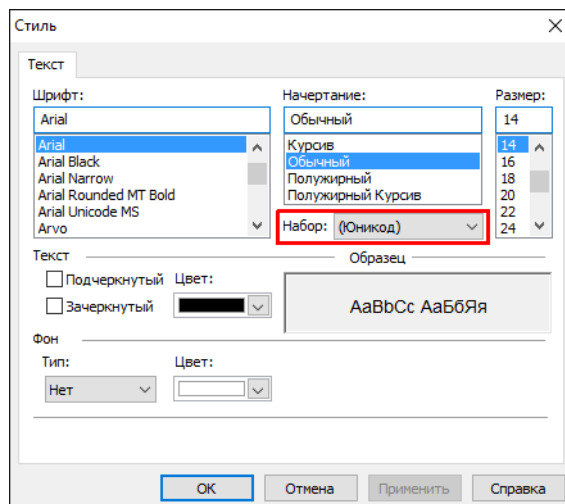 Стиль
Текст
Шрифт: Начертание: Размер:
Arial Обычный 14
Arial Курсив 14
Arial Black Обычный 16
Arial Narrow Полужирный 18
Arial Rounded MT Bold Полужирный Курсив 20
Arial Unicode MS 22
Arvo Набор: (Юникод) 24
Текст Образец
Подчеркнутый Цвет:
Зачеркнутый AaBbCc АаБбЯя
Фон
Тип: Цвет:
Нет
OK Отмена Применить Справка